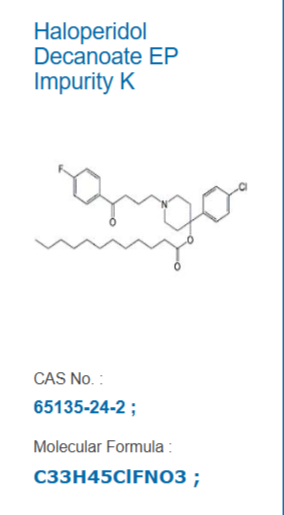 Haloperidol
Decanoate EP
Impurity K
F
N
Cl
O
O
O
CAS No. :
65135-24-2 ;
Molecular Formula :
C33H45ClFNO3 ;